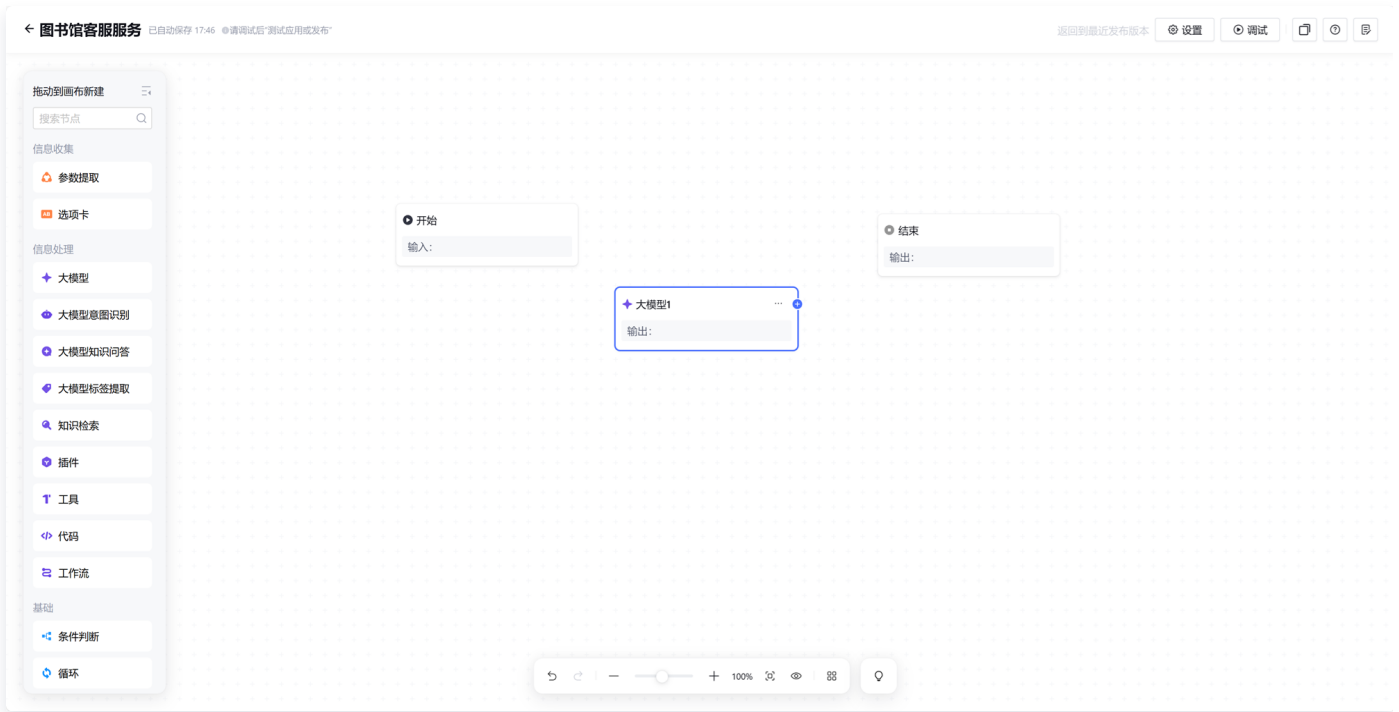 图书馆客服服务 已自动保存 17:46 请调试后"测试应用或发布" 返回到最近发布版本 设置 调试
拖动到画布新建
搜索节点
信息收集
参数提取
AB 选项卡
信息处理
大模型
大模型意图识别
大模型知识问答
大模型标签提取
知识检索
插件
工具
代码
工作流
基础
条件判断
循环
开始
输入:
大模型1
输出:
结束
输出:
100%